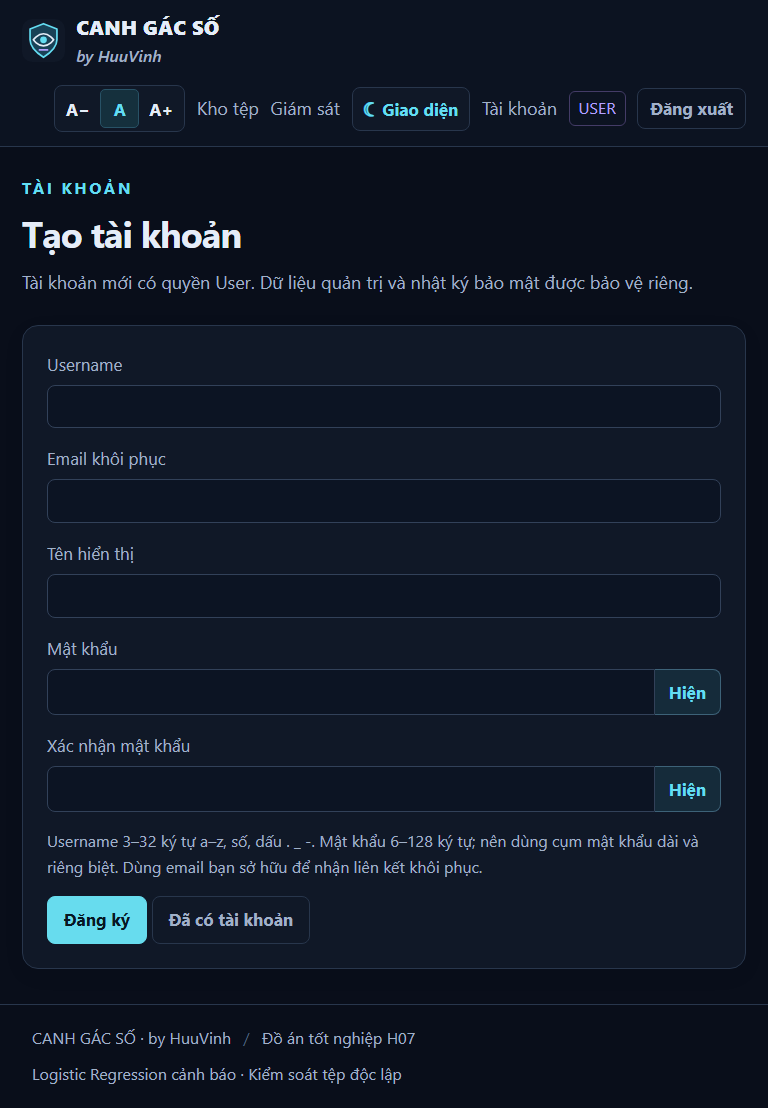 CANH GÁC SỐ
by HuuVinh
A− A A+ Kho tệp Giám sát Giao diện Tài khoản USER Đăng xuất
TÀI KHOẢN
Tạo tài khoản
Tài khoản mới có quyền User. Dữ liệu quản trị và nhật ký bảo mật được bảo vệ riêng.
Username
Email khôi phục
Tên hiển thị
Mật khẩu
Hiện
Xác nhận mật khẩu
Hiện
Username 3–32 ký tự a–z, số, dấu . _ -. Mật khẩu 6–128 ký tự; nên dùng cụm mật khẩu dài và
riêng biệt. Dùng email bạn sở hữu để nhận liên kết khôi phục.
Đăng ký Đã có tài khoản
CANH GÁC SỐ · by HuuVinh / Đồ án tốt nghiệp H07
Logistic Regression cảnh báo · Kiểm soát tệp độc lập